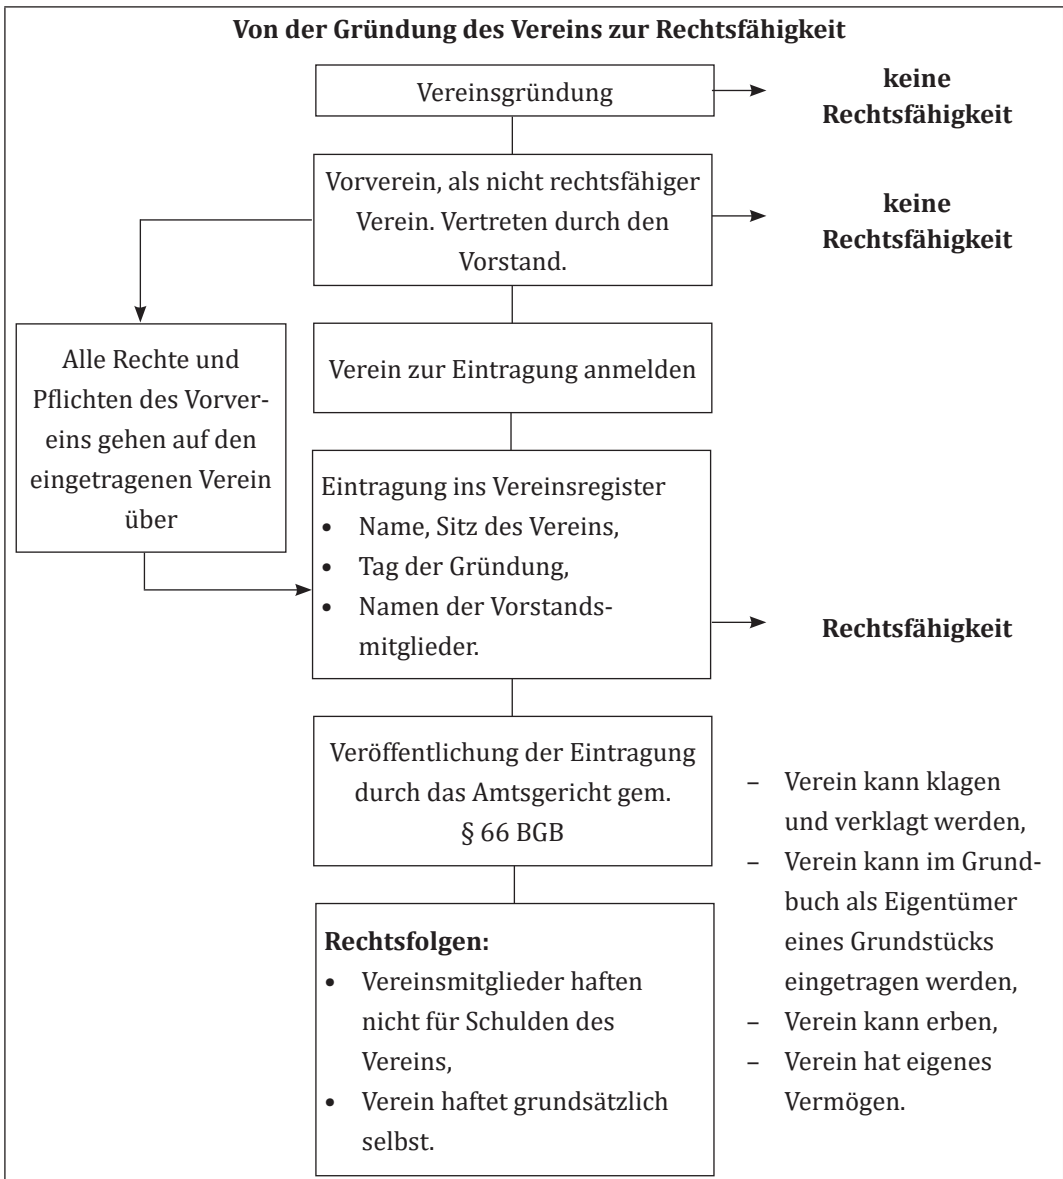 Von der Gründung des Vereins zur Rechtsfähigkeit
Vereinsgründung
keine
Rechtsfähigkeit
Vorverein, als nicht rechtsfähiger
Verein. Vertreten durch den
Vorstand.
keine
Rechtsfähigkeit
Alle Rechte und
Pflichten des Vorver-
eins gehen auf den
eingetragenen Verein
über
Verein zur Eintragung anmelden
Eintragung ins Vereinsregister
• Name, Sitz des Vereins,
• Tag der Gründung,
• Namen der Vorstands-
mitglieder.
Rechtsfähigkeit
Veröffentlichung der Eintragung
durch das Amtsgericht gem.
§ 66 BGB
Rechtsfolgen:
• Vereinsmitglieder haften
nicht für Schulden des
Vereins,
• Verein haftet grundsätzlich
selbst.
– Verein kann klagen
und verklagt werden,
– Verein kann im Grund-
buch als Eigentümer
eines Grundstücks
eingetragen werden,
– Verein kann erben,
– Verein hat eigenes
Vermögen.